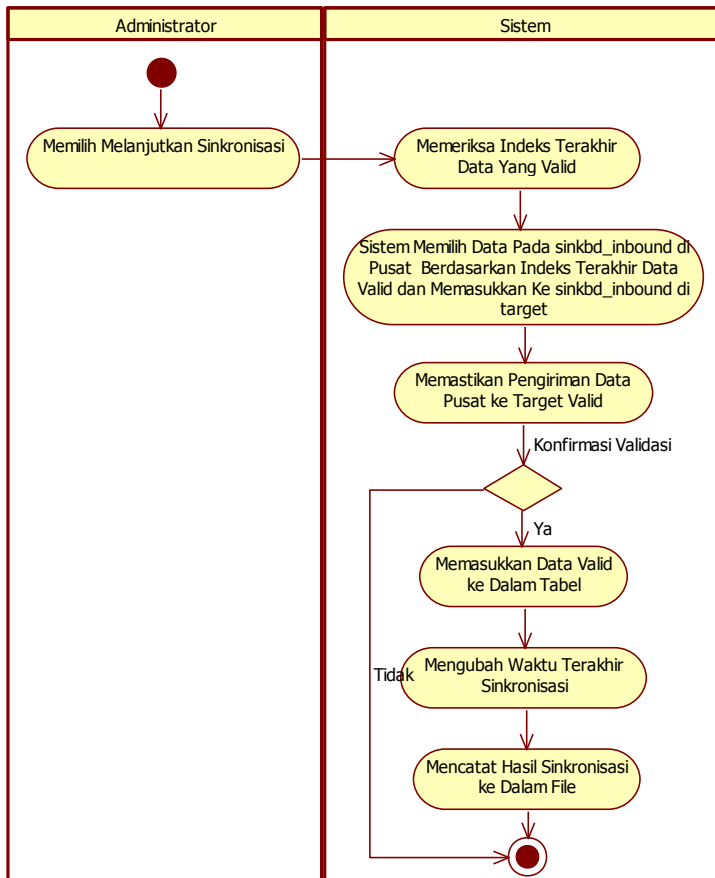 Administrator
Sistem
Memilih Melanjutkan Sinkronisasi
Memeriksa Indeks Terakhir
Data Yang Valid
Sistem Memilih Data Pada sinkbd_inbound di
Pusat Berdasarkan Indeks Terakhir Data
Valid dan Memasukkan Ke sinkbd_inbound di
target
Memastikan Pengiriman Data
Pusat ke Target Valid
Konfirmasi Validasi
Ya
Memasukkan Data Valid
ke Dalam Tabel
Tidak
Mengubah Waktu Terakhir
Sinkronisasi
Mencatat Hasil Sinkronisasi
ke Dalam File